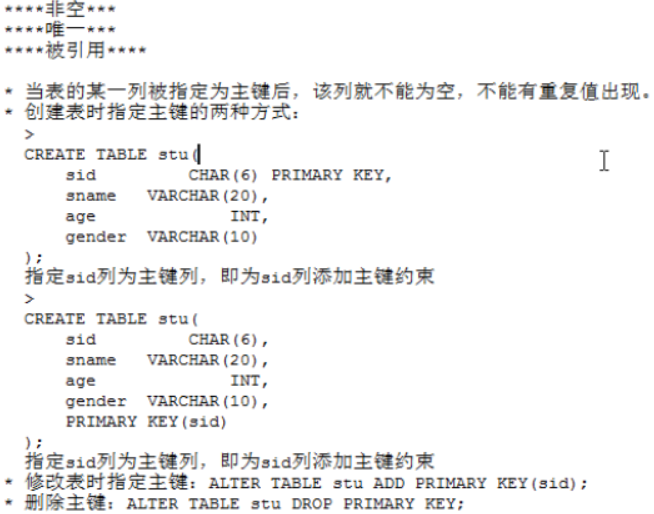 ****非空***
****唯一***
****被引用****
* 当表的某一列被指定为主键后，该列就不能为空，不能有重复值出现。
* 创建表时指定主键的两种方式：
>
CREATE TABLE stu(
sid CHAR(6) PRIMARY KEY,
sname VARCHAR(20),
age INT,
gender VARCHAR(10)
);
指定sid列为主键列，即为sid列添加主键约束
>
CREATE TABLE stu(
sid CHAR(6),
sname VARCHAR(20),
age INT,
gender VARCHAR(10),
PRIMARY KEY(sid)
);
指定sid列为主键列，即为sid列添加主键约束
* 修改表时指定主键：ALTER TABLE stu ADD PRIMARY KEY(sid);
* 删除主键：ALTER TABLE stu DROP PRIMARY KEY;